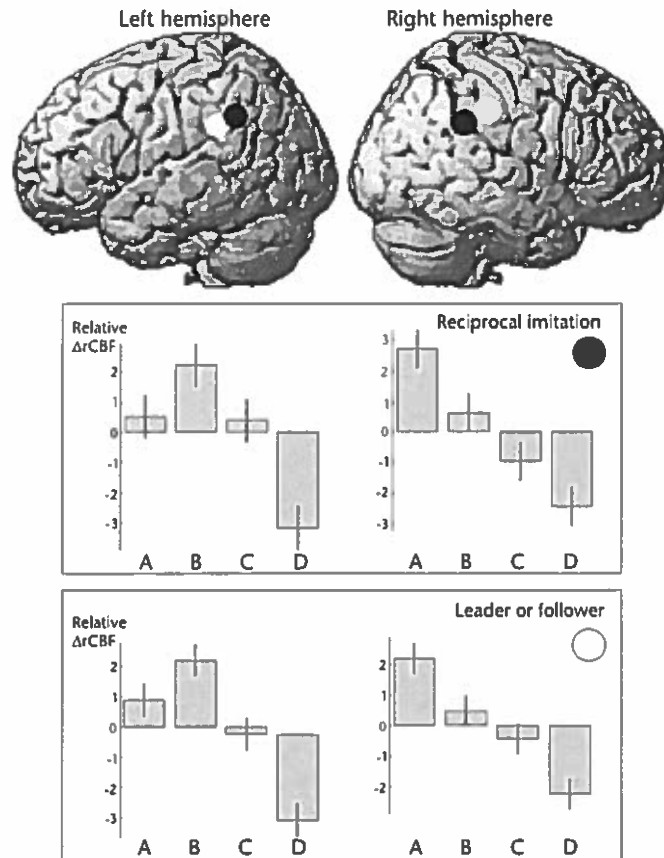 Left hemisphere
Right hemisphere
Relative
ΔrCBF
2
1
0
-1
-2
-3
A B C D
Reciprocal imitation
3
2
1
0
-1
-2
-3
A B C D
Relative
ΔrCBF
2
1
0
-1
-2
-3
A B C D
Leader or follower
2
1
0
-1
-2
A B C D